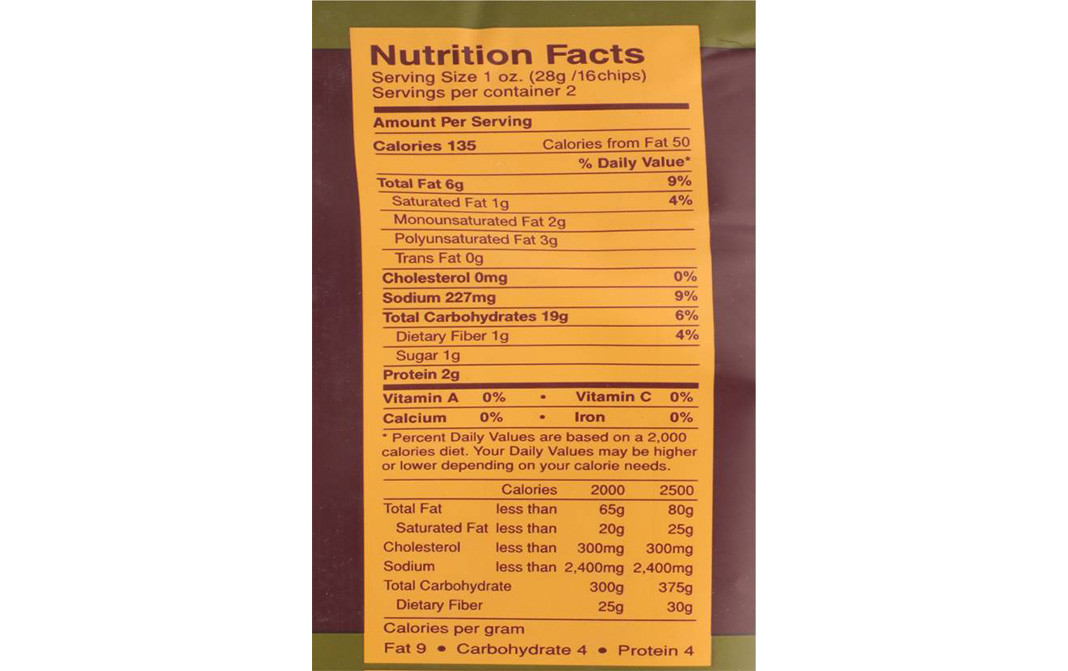 Nutrition Facts
Serving Size 1 oz. (28g /16chips)
Servings per container 2
Amount Per Serving
Calories 135 Calories from Fat 50
% Daily Value*
Total Fat 6g 9%
Saturated Fat 1g 4%
Monounsaturated Fat 2g
Polyunsaturated Fat 3g
Trans Fat 0g
Cholesterol 0mg 0%
Sodium 227mg 9%
Total Carbohydrates 19g 6%
Dietary Fiber 1g 4%
Sugar 1g
Protein 2g
Vitamin A 0% • Vitamin C 0%
Calcium 0% • Iron 0%
* Percent Daily Values are based on a 2,000
calories diet. Your Daily Values may be higher
or lower depending on your calorie needs.
Calories 2000 2500
Total Fat less than 65g 80g
Saturated Fat less than 20g 25g
Cholesterol less than 300mg 300mg
Sodium less than 2,400mg 2,400mg
Total Carbohydrate 300g 375g
Dietary Fiber 25g 30g
Calories per gram
Fat 9 • Carbohydrate 4 • Protein 4